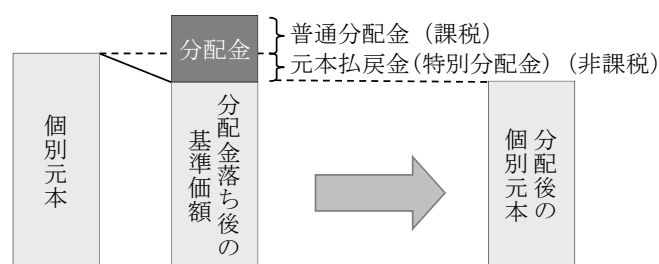 分配金
普通分配金（課税）
元本払戻金(特別分配金)（非課税）
個別元本
分配金落ち後の
基準価額
分配後の
個別元本